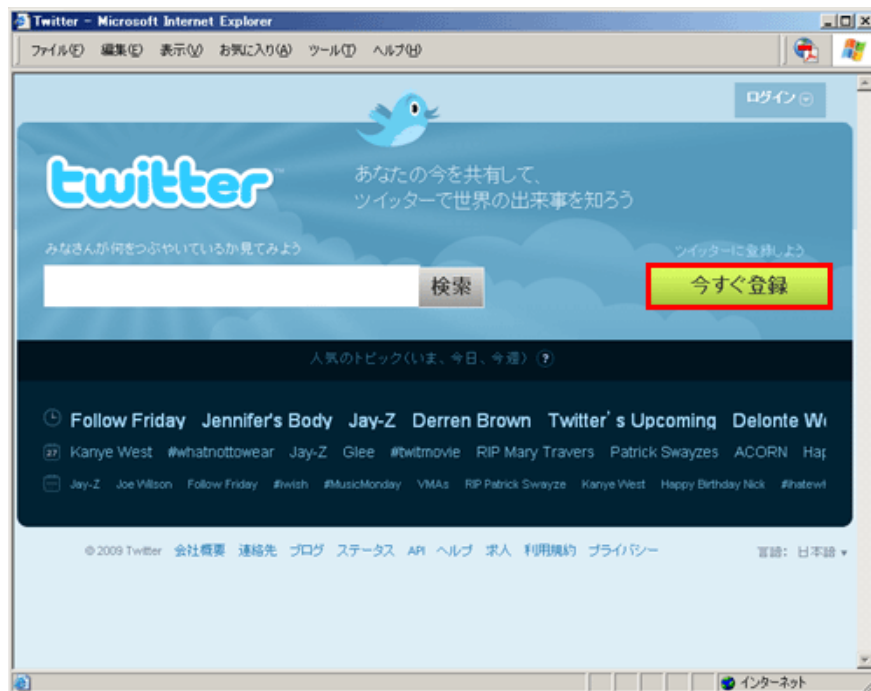 Twitter - Microsoft Internet Explorer
ファイル(F) 編集(E) 表示(V) お気に入り(A) ツール(T) ヘルプ(H)
ログイン
twitter
あなたの今を共有して、
ツイッターで世界の出来事を知ろう
みなさんが何をつぶやいているか見てみよう
ツイッターに登録しよう
検索
今すぐ登録
人気のトピック(いま、今日、今週) ?
Follow Friday Jennifer's Body Jay-Z Derren Brown Twitter's Upcoming Delonte W
27 Kanye West #whatnottowear Jay-Z Glee #twitmovie RIP Mary Travers Patrick Swayzes ACORN Hap
Jay-Z Joe Wilson Follow Friday #iwish #MusicMonday VMAs RIP Patrick Swayze Kanye West Happy Birthday Nick #ihatewh
© 2009 Twitter 会社概要 連絡先 ブログ ステータス API ヘルプ 求人 利用規約 プライバシー 言語: 日本語
インターネット